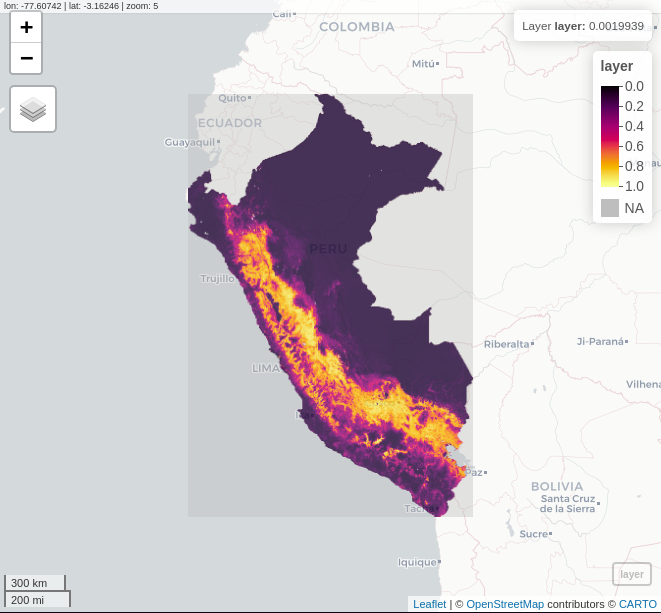 lon: -77.60742 | lat: -3.16246 | zoom: 5
+
−
Cali
COLOMBIA
Layer layer: 0.0019939
Mitú
layer
0.0
0.2
0.4
0.6
0.8
1.0
NA
Quito
ECUADOR
Guayaquil
PERU
Trujillo
LIMA
Riberalta
Ji-Paraná
Vilhena
Paz
BOLIVIA
Santa Cruz
de la Sierra
Sucre
Iquique
layer
300 km
200 mi
Leaflet | © OpenStreetMap contributors © CARTO